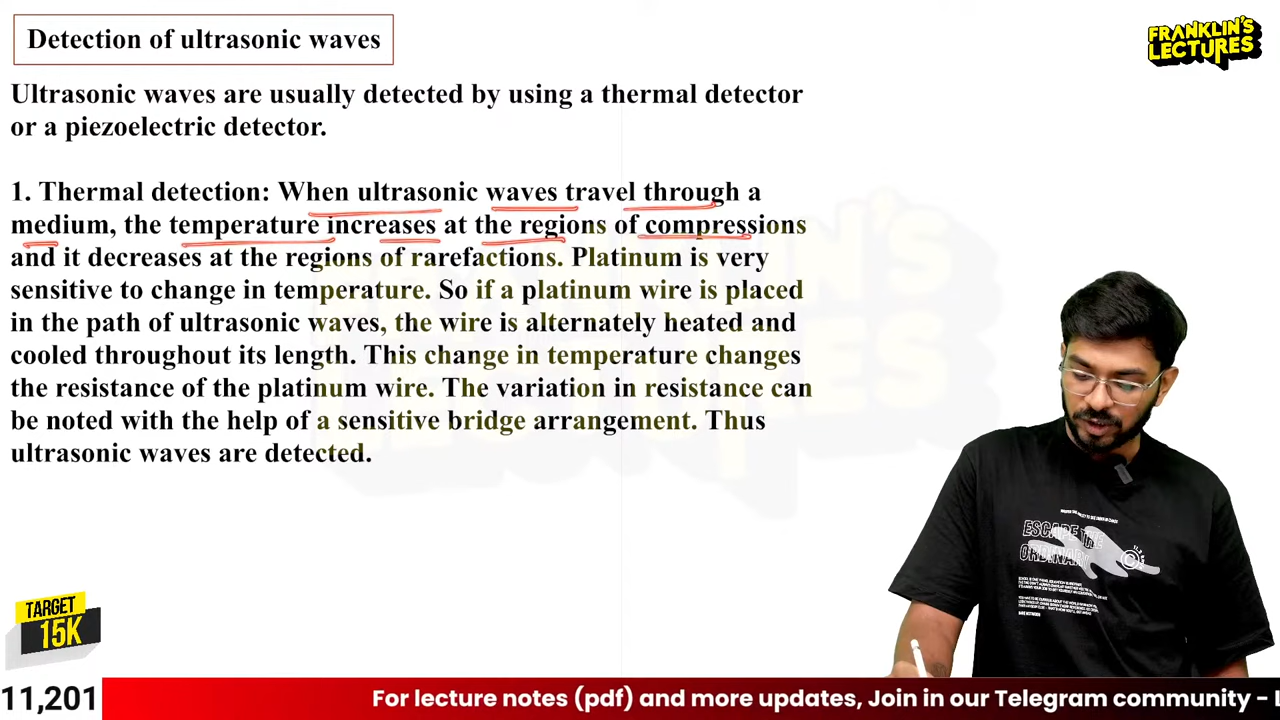 Detection of ultrasonic waves
FRANKLIN'S
LECTURES
Ultrasonic waves are usually detected by using a thermal detector
or a piezoelectric detector.
1. Thermal detection: When ultrasonic waves travel through a
medium, the temperature increases at the regions of compressions
and it decreases at the regions of rarefactions. Platinum is very
sensitive to change in temperature. So if a platinum wire is placed
in the path of ultrasonic waves, the wire is alternately heated and
cooled throughout its length. This change in temperature changes
the resistance of the platinum wire. The variation in resistance can
be noted with the help of a sensitive bridge arrangement. Thus
ultrasonic waves are detected.
ESCAPE THE
ORDINARY
TARGET
15K
11,201
For lecture notes (pdf) and more updates, Join in our Telegram community -